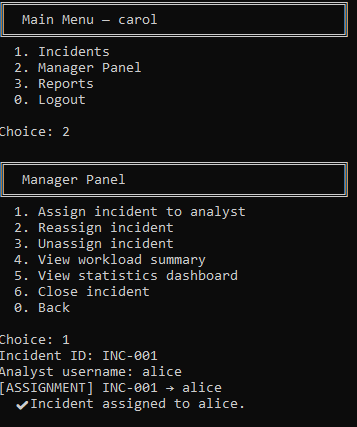 Main Menu — carol
1. Incidents
2. Manager Panel
3. Reports
0. Logout
Choice: 2
Manager Panel
1. Assign incident to analyst
2. Reassign incident
3. Unassign incident
4. View workload summary
5. View statistics dashboard
6. Close incident
0. Back
Choice: 1
Incident ID: INC-001
Analyst username: alice
[ASSIGNMENT] INC-001 → alice
✔Incident assigned to alice.